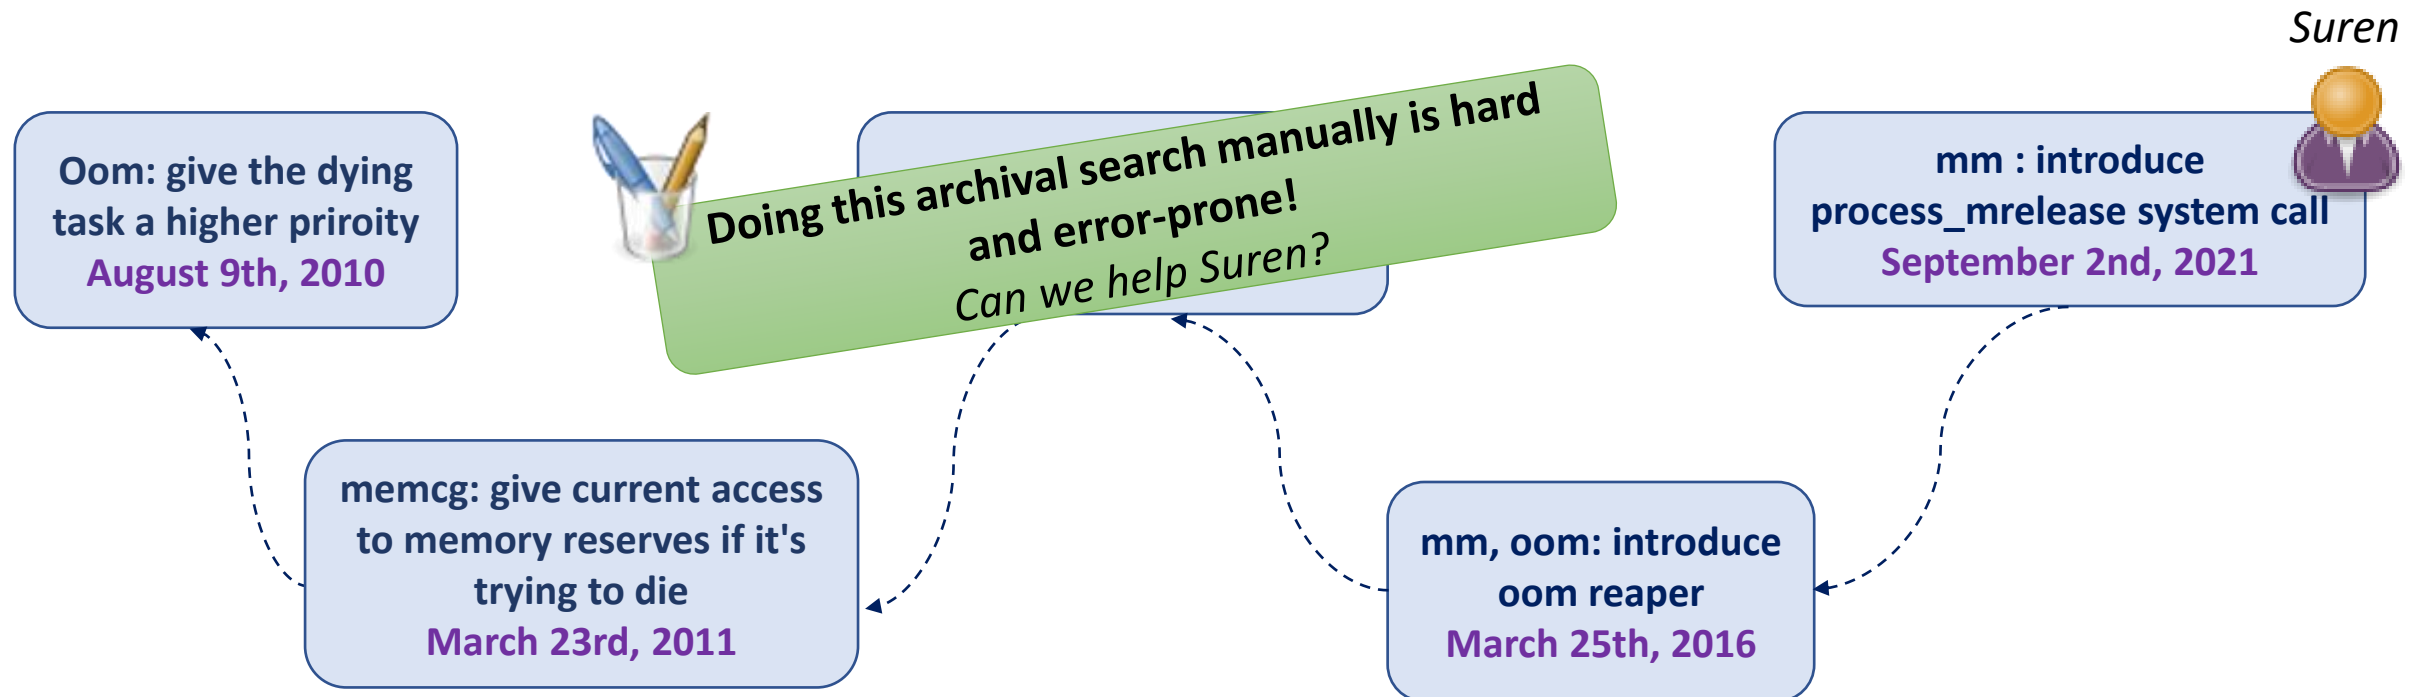 Suren
Oom: give the dying
task a higher priroity
August 9th, 2010
Doing this archival search manually is hard
and error-prone!
Can we help Suren?
mm : introduce
process_mrelease system call
September 2nd, 2021
memcg: give current access
to memory reserves if it's
trying to die
March 23rd, 2011
mm, oom: introduce
oom reaper
March 25th, 2016